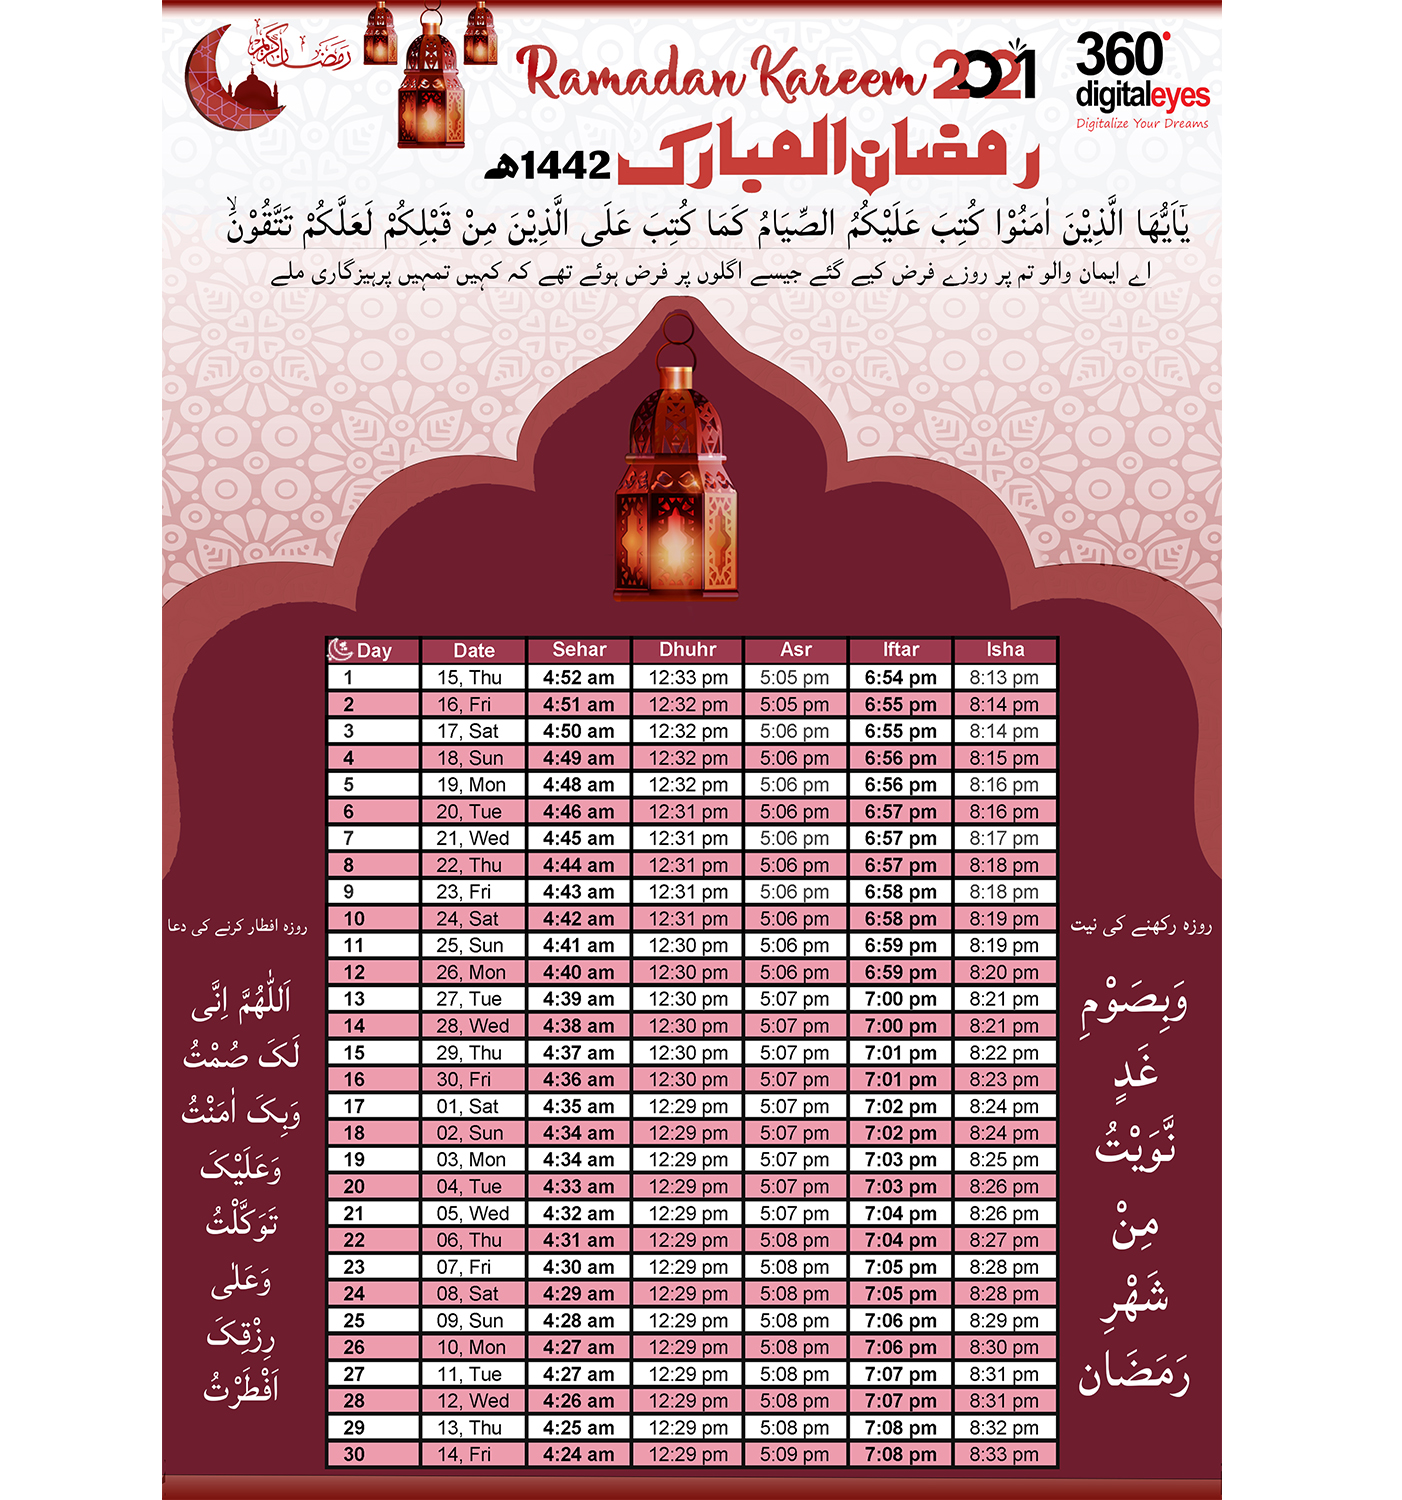 رمضان كريم
Ramadan Kareem 2021
360
digitaleyes
Digitalize Your Dreams
رمضان المبارک 1442ھ
یٰۤاَیُّهَا الَّذِیْنَ اٰمَنُوْا كُتِبَ عَلَیْكُمُ الصِّیَامُ كَمَا كُتِبَ عَلَى الَّذِیْنَ مِنْ قَبْلِكُمْ لَعَلَّكُمْ تَتَّقُوْنَۙ
اے ایمان والو تم پر روزے فرض کیے گئے جیسے اگلوں پر فرض ہوئے تھے کہ کہیں تمہیں پرہیزگاری ملے
Day Date Sehar Dhuhr Asr Iftar Isha
1 15, Thu 4:52 am 12:33 pm 5:05 pm 6:54 pm 8:13 pm
2 16, Fri 4:51 am 12:32 pm 5:05 pm 6:55 pm 8:14 pm
3 17, Sat 4:50 am 12:32 pm 5:06 pm 6:55 pm 8:14 pm
4 18, Sun 4:49 am 12:32 pm 5:06 pm 6:56 pm 8:15 pm
5 19, Mon 4:48 am 12:32 pm 5:06 pm 6:56 pm 8:16 pm
6 20, Tue 4:46 am 12:31 pm 5:06 pm 6:57 pm 8:16 pm
7 21, Wed 4:45 am 12:31 pm 5:06 pm 6:57 pm 8:17 pm
8 22, Thu 4:44 am 12:31 pm 5:06 pm 6:57 pm 8:18 pm
9 23, Fri 4:43 am 12:31 pm 5:06 pm 6:58 pm 8:18 pm
10 24, Sat 4:42 am 12:31 pm 5:06 pm 6:58 pm 8:19 pm
11 25, Sun 4:41 am 12:30 pm 5:06 pm 6:59 pm 8:19 pm
12 26, Mon 4:40 am 12:30 pm 5:06 pm 6:59 pm 8:20 pm
13 27, Tue 4:39 am 12:30 pm 5:07 pm 7:00 pm 8:21 pm
14 28, Wed 4:38 am 12:30 pm 5:07 pm 7:00 pm 8:21 pm
15 29, Thu 4:37 am 12:30 pm 5:07 pm 7:01 pm 8:22 pm
16 30, Fri 4:36 am 12:30 pm 5:07 pm 7:01 pm 8:23 pm
17 01, Sat 4:35 am 12:29 pm 5:07 pm 7:02 pm 8:24 pm
18 02, Sun 4:34 am 12:29 pm 5:07 pm 7:02 pm 8:24 pm
19 03, Mon 4:34 am 12:29 pm 5:07 pm 7:03 pm 8:25 pm
20 04, Tue 4:33 am 12:29 pm 5:07 pm 7:03 pm 8:26 pm
21 05, Wed 4:32 am 12:29 pm 5:07 pm 7:04 pm 8:26 pm
22 06, Thu 4:31 am 12:29 pm 5:08 pm 7:04 pm 8:27 pm
23 07, Fri 4:30 am 12:29 pm 5:08 pm 7:05 pm 8:28 pm
24 08, Sat 4:29 am 12:29 pm 5:08 pm 7:05 pm 8:28 pm
25 09, Sun 4:28 am 12:29 pm 5:08 pm 7:06 pm 8:29 pm
26 10, Mon 4:27 am 12:29 pm 5:08 pm 7:06 pm 8:30 pm
27 11, Tue 4:27 am 12:29 pm 5:08 pm 7:07 pm 8:31 pm
28 12, Wed 4:26 am 12:29 pm 5:08 pm 7:07 pm 8:31 pm
29 13, Thu 4:25 am 12:29 pm 5:08 pm 7:08 pm 8:32 pm
30 14, Fri 4:24 am 12:29 pm 5:09 pm 7:08 pm 8:33 pm
روزہ رکھنے کی نیت
وَبِصَوْمِ
غَدٍ
نَّوَیْتُ
مِنْ
شَهْرِ
رَمَضَان
روزہ افطار کرنے کی دعا
اَللّٰهُمَّ اِنَّی
لَکَ صُمْتُ
وَبِکَ اٰمَنْتُ
وَعَلَیْکَ
تَوَکَّلْتُ
وَعَلٰی
رِزْقِکَ
اَفْطَرْتُ